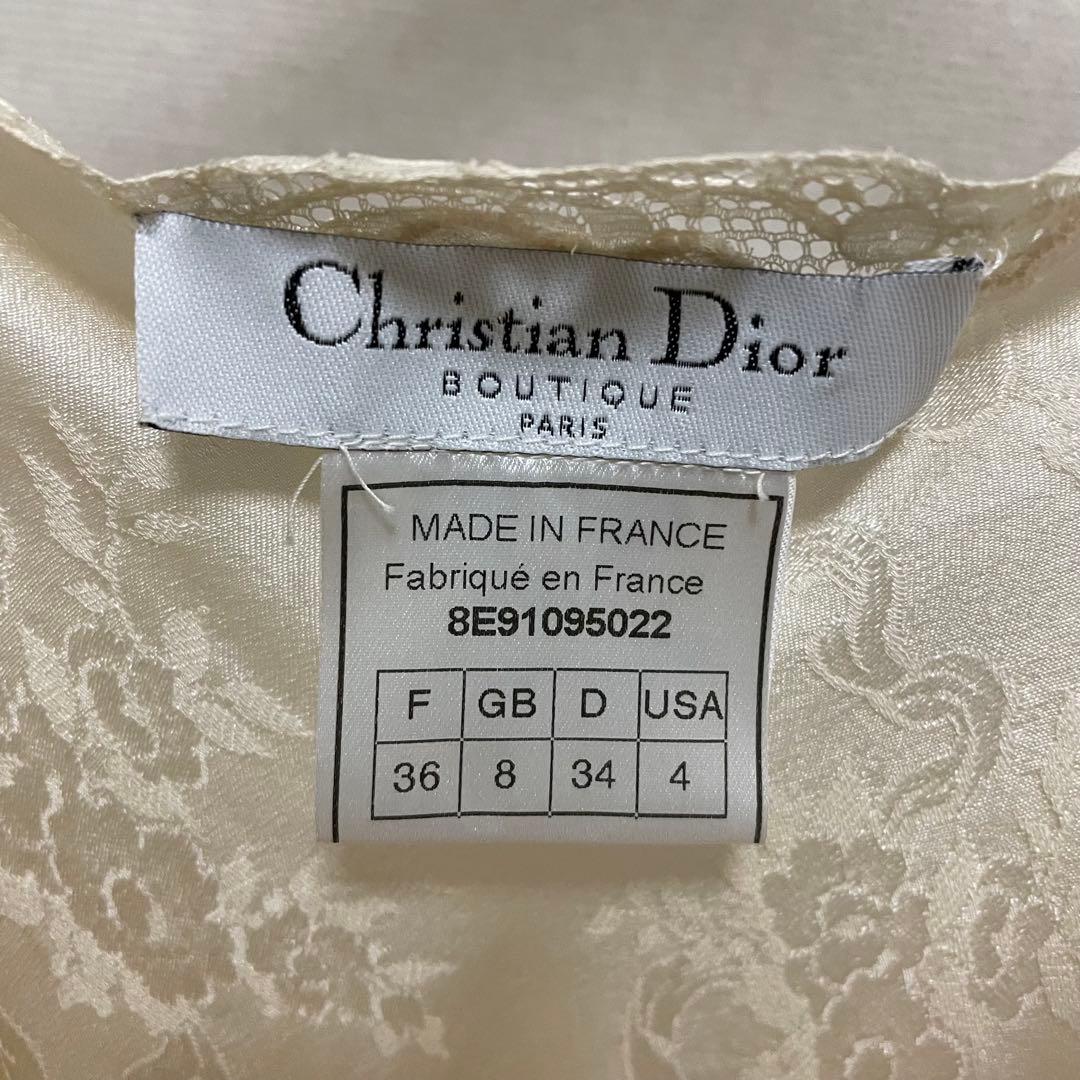 Christian Dior
BOUTIQUE
PARIS
MADE IN FRANCE
Fabriqué en France
8E91095022
F GB D USA
36 8 34 4